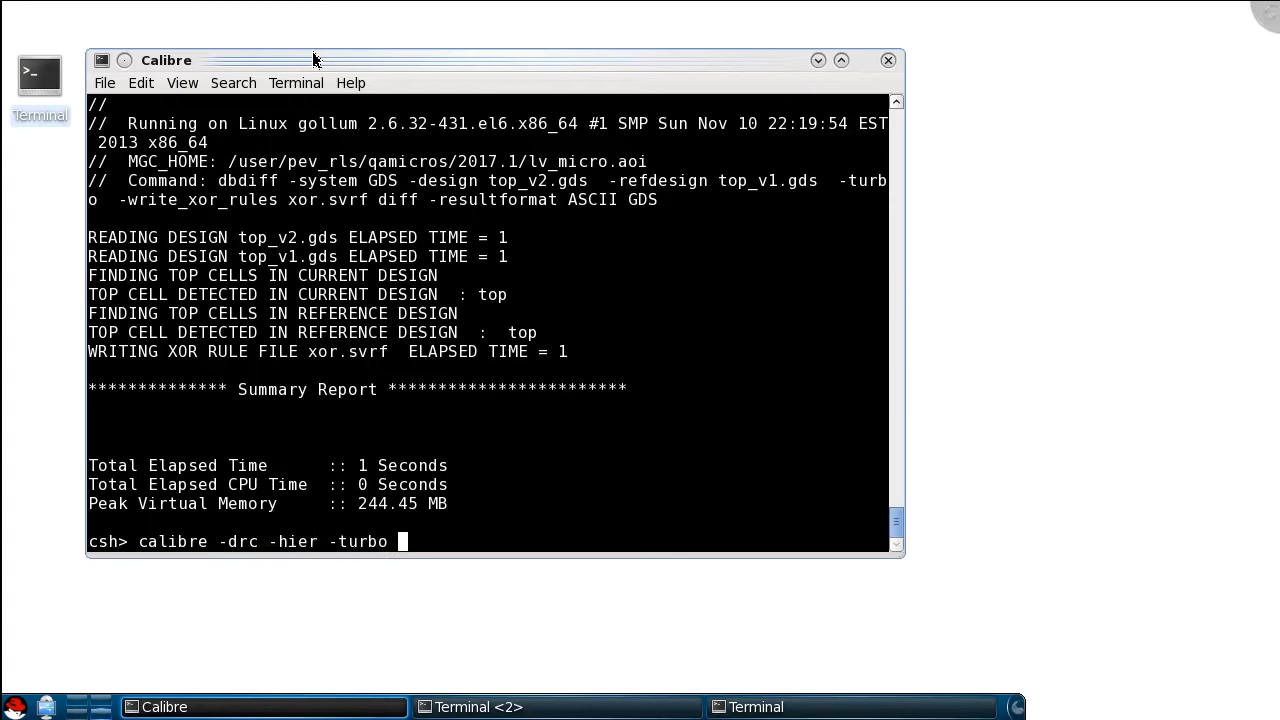 Terminal
Calibre
File Edit View Search Terminal Help
//
//  Running on Linux gollum 2.6.32-431.el6.x86_64 #1 SMP Sun Nov 10 22:19:54 EST
 2013 x86_64
//  MGC_HOME: /user/pev_rls/qamicros/2017.1/lv_micro.aoi
//  Command: dbdiff -system GDS -design top_v2.gds  -refdesign top_v1.gds  -turb
o  -write_xor_rules xor.svrf diff -resultformat ASCII GDS
READING DESIGN top_v2.gds ELAPSED TIME = 1
READING DESIGN top_v1.gds ELAPSED TIME = 1
FINDING TOP CELLS IN CURRENT DESIGN
TOP CELL DETECTED IN CURRENT DESIGN  : top
FINDING TOP CELLS IN REFERENCE DESIGN
TOP CELL DETECTED IN REFERENCE DESIGN  :  top
WRITING XOR RULE FILE xor.svrf  ELAPSED TIME = 1
************** Summary Report ************************
Total Elapsed Time      :: 1 Seconds
Total Elapsed CPU Time  :: 0 Seconds
Peak Virtual Memory     :: 244.45 MB
csh> calibre -drc -hier -turbo
Calibre Terminal <2> Terminal